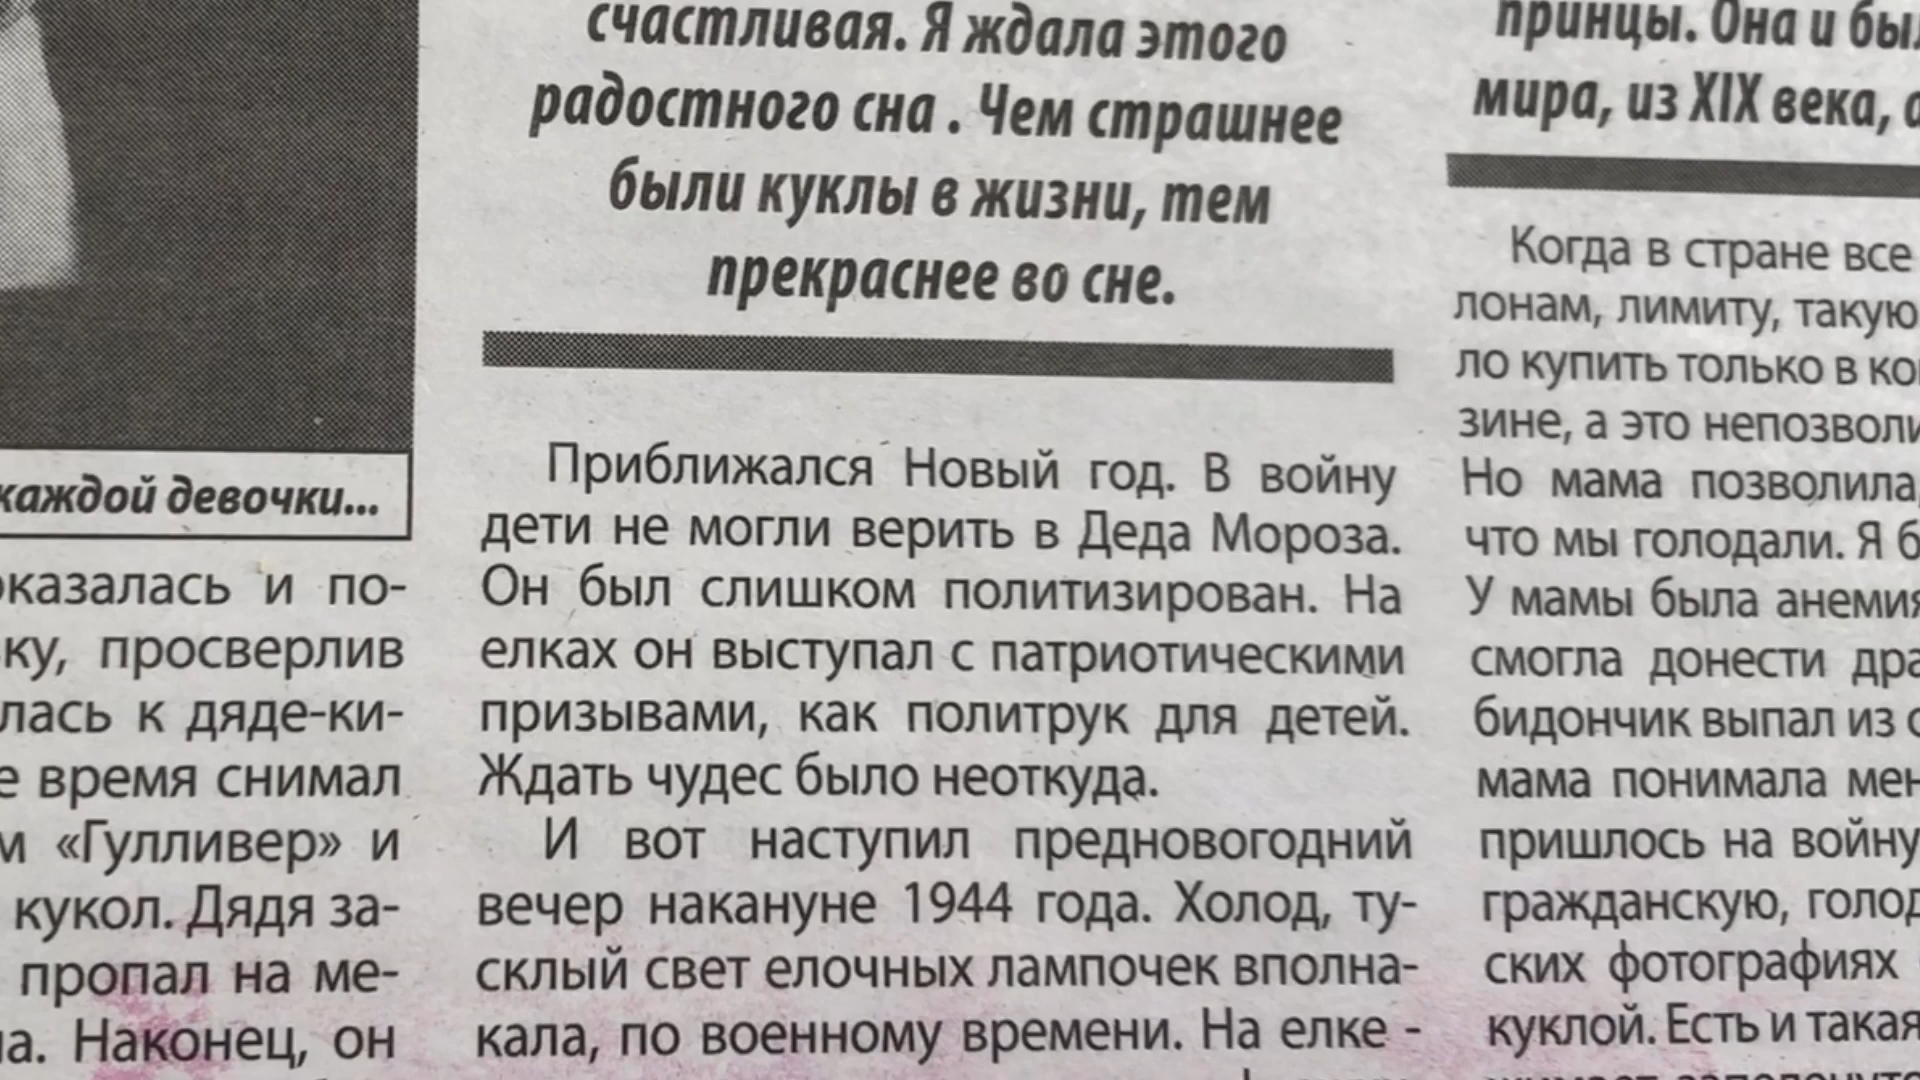 каждой девочки...
оказалась и по-
ку, просверлив
лась к дяде-ки-
е время снимал
м «Гулливер» и
кукол. Дядя за-
пропал на ме-
а. Наконец, он
счастливая. Я ждала этого
радостного сна . Чем страшнее
были куклы в жизни, тем
прекраснее во сне.
Приближался Новый год. В войну
дети не могли верить в Деда Мороза.
Он был слишком политизирован. На
елках он выступал с патриотическими
призывами, как политрук для детей.
Ждать чудес было неоткуда.
И вот наступил предновогодний
вечер накануне 1944 года. Холод, ту-
склый свет елочных лампочек вполна-
кала, по военному времени. На елке -
принцы. Она и был
мира, из XIX века, а
Когда в стране все
лонам, лимиту, такую
ло купить только в ко
зине, а это непозволи
Но мама позволила,
что мы голодали. Я б
У мамы была анемия
смогла донести дра
бидончик выпал из
мама понимала мен
пришлось на войну
гражданскую, голод
ских фотографиях
куклой. Есть и такая